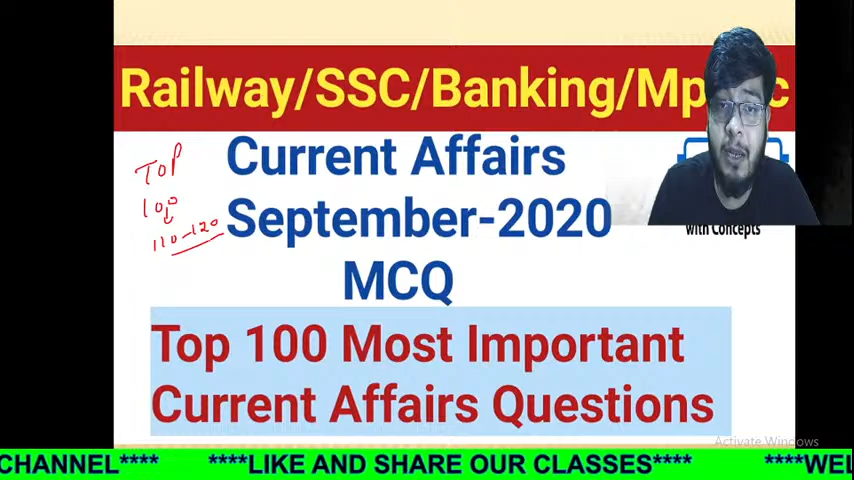 Railway/SSC/Banking/Mp c
Current Affairs
September-2020
MCQ
TOP
100
110-120
with Concepts
Top 100 Most Important
Current Affairs Questions
Activate Windows
CHANNEL**** ****LIKE AND SHARE OUR CLASSES**** ****WEL